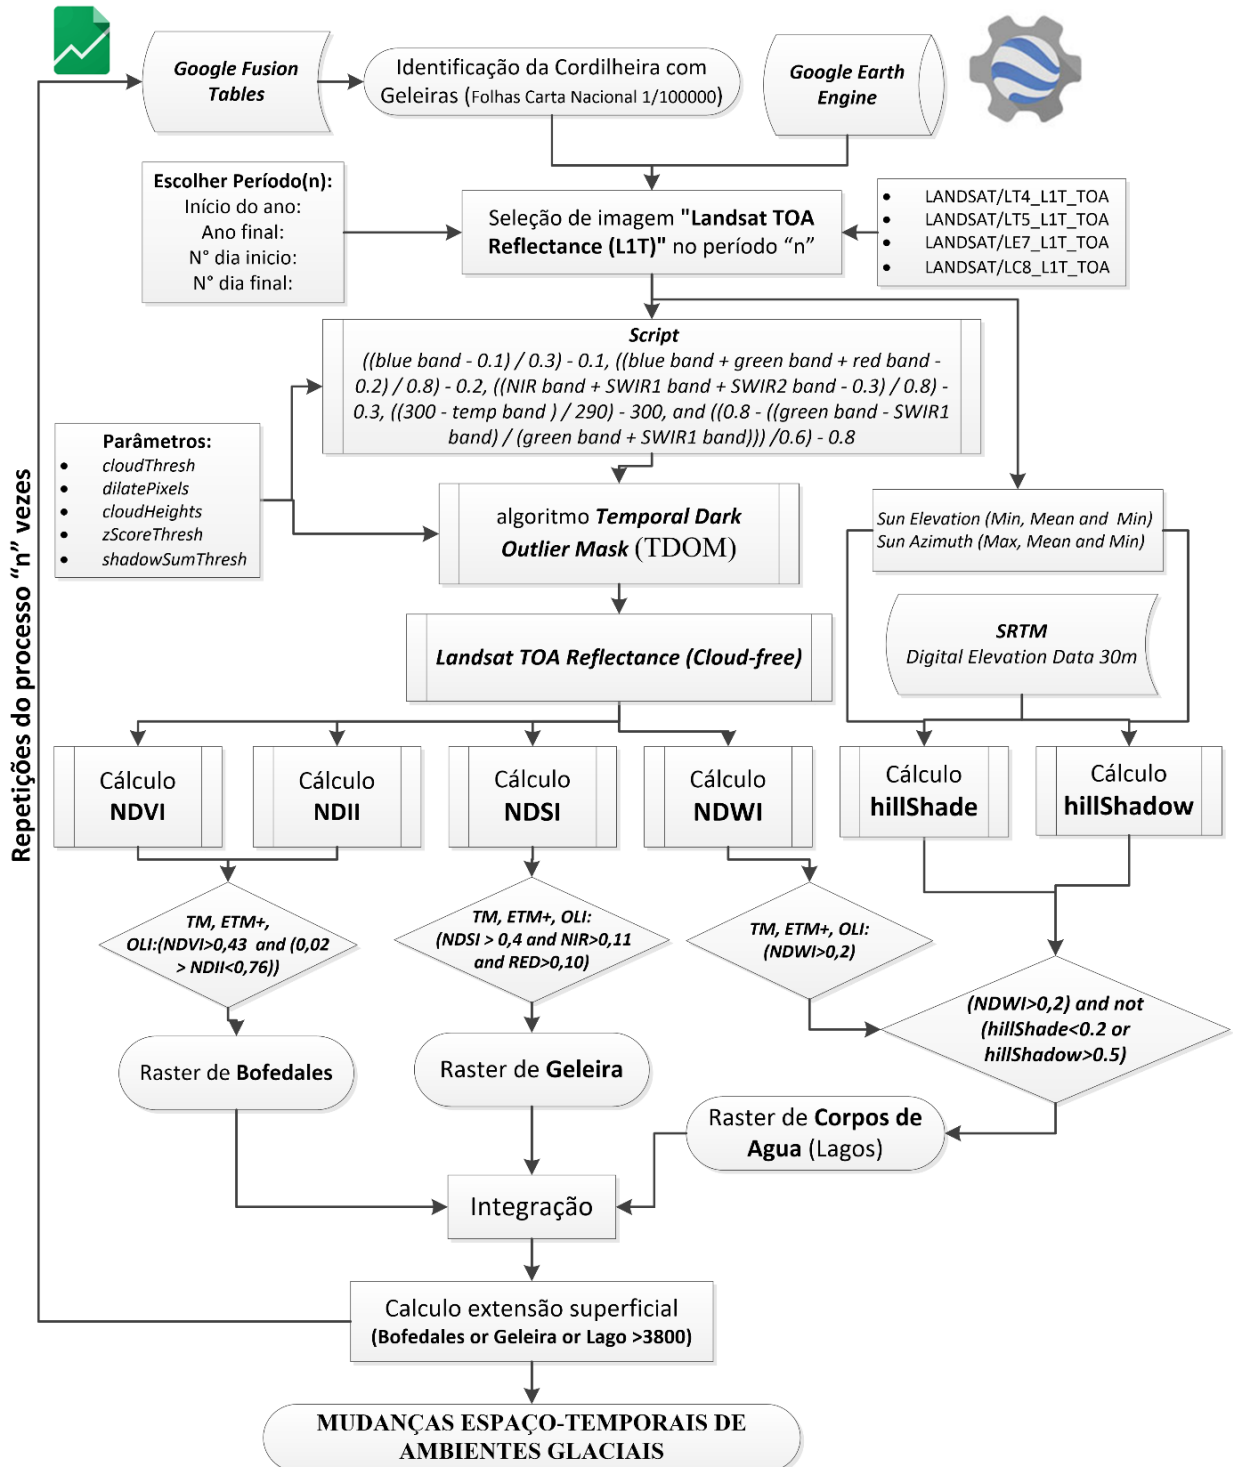 Google Fusion
Tables
Identificação da Cordilheira com
Geleiras (Folhas Carta Nacional 1/100000)
Google Earth
Engine
Escolher Período(n):
Início do ano:
Ano final:
N° dia inicio:
N° dia final:
Seleção de imagem "Landsat TOA
Reflectance (L1T)" no período “n”
• LANDSAT/LT4_L1T_TOA
• LANDSAT/LT5_L1T_TOA
• LANDSAT/LE7_L1T_TOA
• LANDSAT/LC8_L1T_TOA
Script
((blue band - 0.1) / 0.3) - 0.1, ((blue band + green band + red band -
0.2) / 0.8) - 0.2, ((NIR band + SWIR1 band + SWIR2 band - 0.3) / 0.8) -
0.3, ((300 - temp band ) / 290) - 300, and ((0.8 - ((green band - SWIR1
band) / (green band + SWIR1 band))) /0.6) - 0.8
Parâmetros:
• cloudThresh
• dilatePixels
• cloudHeights
• zScoreThresh
• shadowSumThresh
algoritmo Temporal Dark
Outlier Mask (TDOM)
Sun Elevation (Min, Mean and Min)
Sun Azimuth (Max, Mean and Min)
SRTM
Digital Elevation Data 30m
Landsat TOA Reflectance (Cloud-free)
Repetições do processo “n” vezes
Cálculo
NDVI
Cálculo
NDII
Cálculo
NDSI
Cálculo
NDWI
Cálculo
hillShade
Cálculo
hillShadow
TM, ETM+,
OLI:(NDVI>0,43 and (0,02
> NDII<0,76))
TM, ETM+, OLI:
(NDSI > 0,4 and NIR>0,11
and RED>0,10)
TM, ETM+, OLI:
(NDWI>0,2)
(NDWI>0,2) and not
(hillShade<0.2 or
hillShadow>0.5)
Raster de Bofedales
Raster de Geleira
Raster de Corpos de
Agua (Lagos)
Integração
Calculo extensão superficial
(Bofedales or Geleira or Lago >3800)
MUDANÇAS ESPAÇO-TEMPORAIS DE
AMBIENTES GLACIAIS